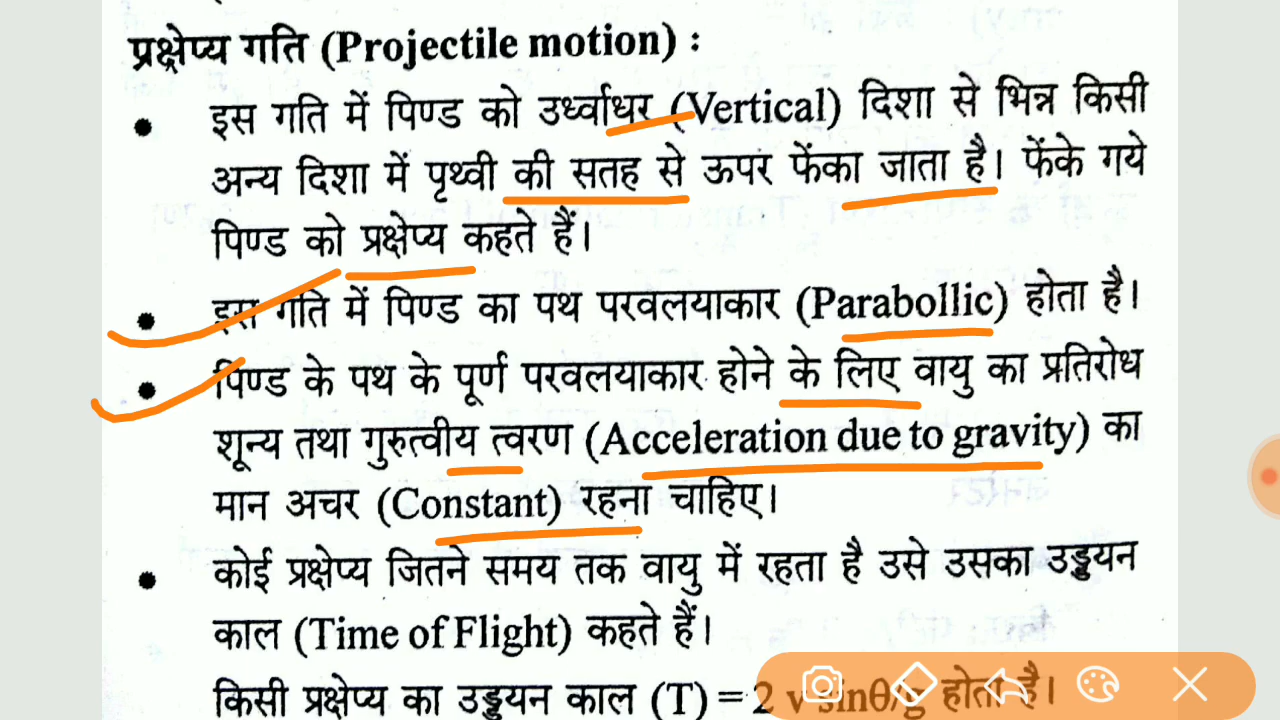 प्रक्षेप्य गति (Projectile motion) :
इस गति में पिण्ड को उर्ध्वाधर (Vertical) दिशा से भिन्न किसी
अन्य दिशा में पृथ्वी की सतह से ऊपर फेंका जाता है। फेंके गये
पिण्ड को प्रक्षेप्य कहते हैं।
इस गति में पिण्ड का पथ परवलयाकार (Parabollic) होता है।
पिण्ड के पथ के पूर्ण परवलयाकार होने के लिए वायु का प्रतिरोध
शून्य तथा गुरुत्वीय त्वरण (Acceleration due to gravity) का
मान अचर (Constant) रहना चाहिए।
कोई प्रक्षेप्य जितने समय तक वायु में रहता है उसे उसका उड्डयन
काल (Time of Flight) कहते हैं।
किसी प्रक्षेप्य का उड्डयन काल (T) = 2 v sinθ/g होता है।